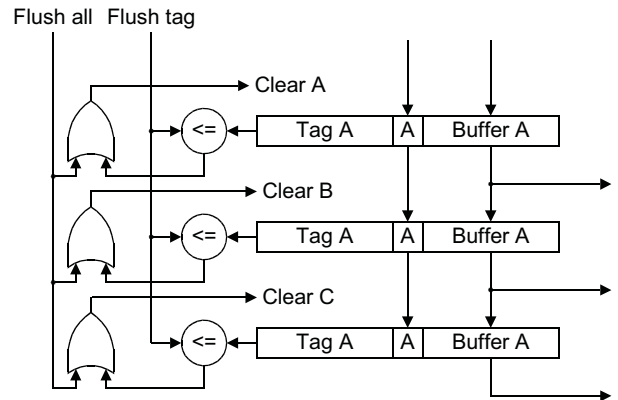 Flush all Flush tag
Clear A
<= Tag A A Buffer A
Clear B
<= Tag A A Buffer A
Clear C
<= Tag A A Buffer A